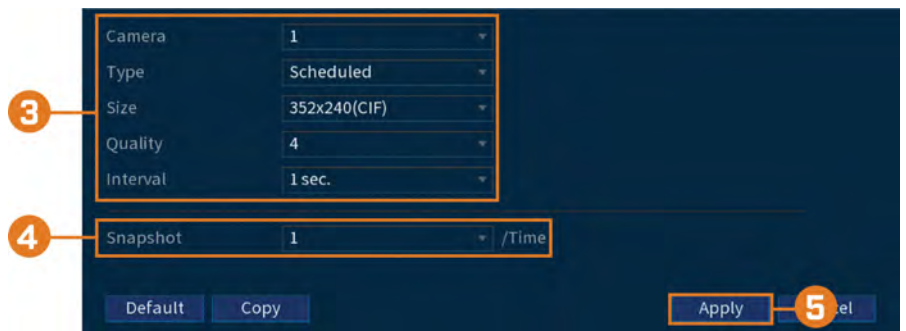 Camera 1
Type Scheduled
3 Size 352x240(CIF)
Quality 4
Interval 1 sec.
4 Snapshot 1 /Time
Default Copy Apply 5 el